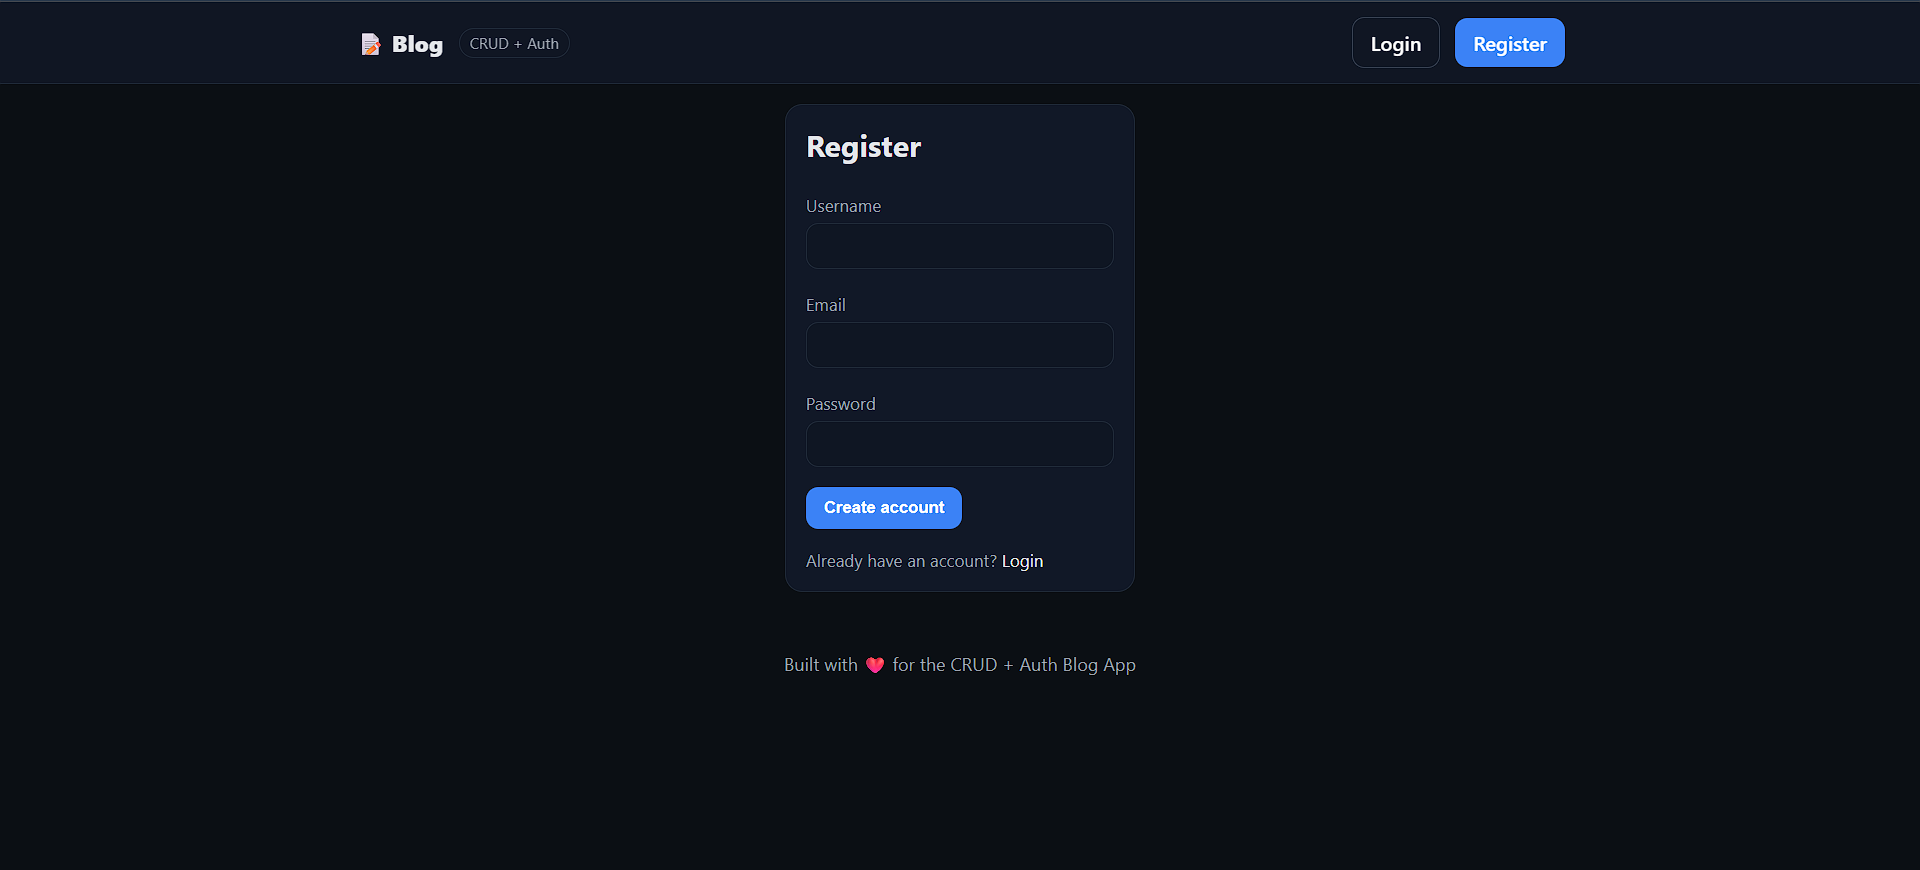 📝 Blog CRUD + Auth Login Register
Register
Username
Email
Password
Create account
Already have an account? Login
Built with ❤️ for the CRUD + Auth Blog App